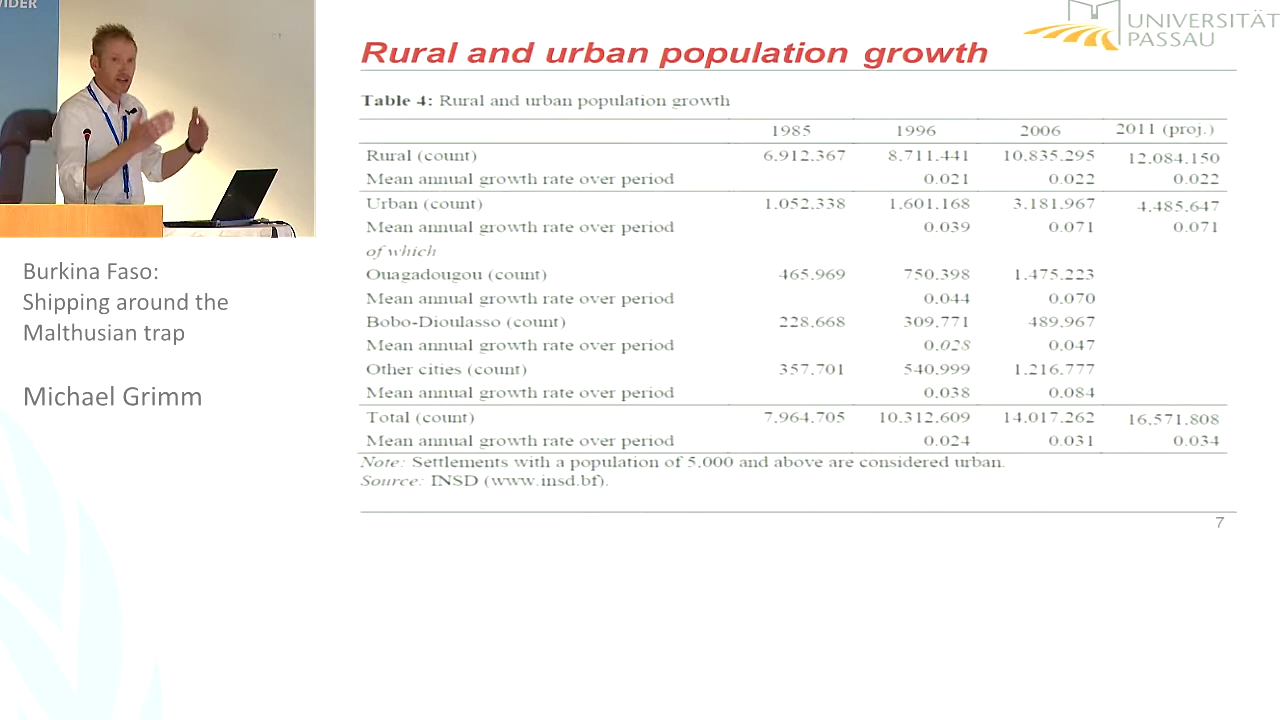 WIDER
UNIVERSITÄT
PASSAU
Rural and urban population growth
Table 4: Rural and urban population growth
1985 1996 2006 2011 (proj.)
Rural (count) 6.912.367 8.711.441 10.835.295 12.084.150
Mean annual growth rate over period 0.021 0.022 0.022
Urban (count) 1.052.338 1.601.168 3.181.967 4.485.647
Mean annual growth rate over period 0.039 0.071 0.071
of which
Ouagadougou (count) 465.969 750.398 1.475.223
Mean annual growth rate over period 0.044 0.070
Bobo-Dioulasso (count) 228.668 309.771 489.967
Mean annual growth rate over period 0.028 0.047
Other cities (count) 357.701 540.999 1.216.777
Mean annual growth rate over period 0.038 0.084
Total (count) 7.964.705 10.312.609 14.017.262 16.571.808
Mean annual growth rate over period 0.024 0.031 0.034
Note: Settlements with a population of 5.000 and above are considered urban.
Source: INSD (www.insd.bf).
7
Burkina Faso:
Shipping around the
Malthusian trap
Michael Grimm